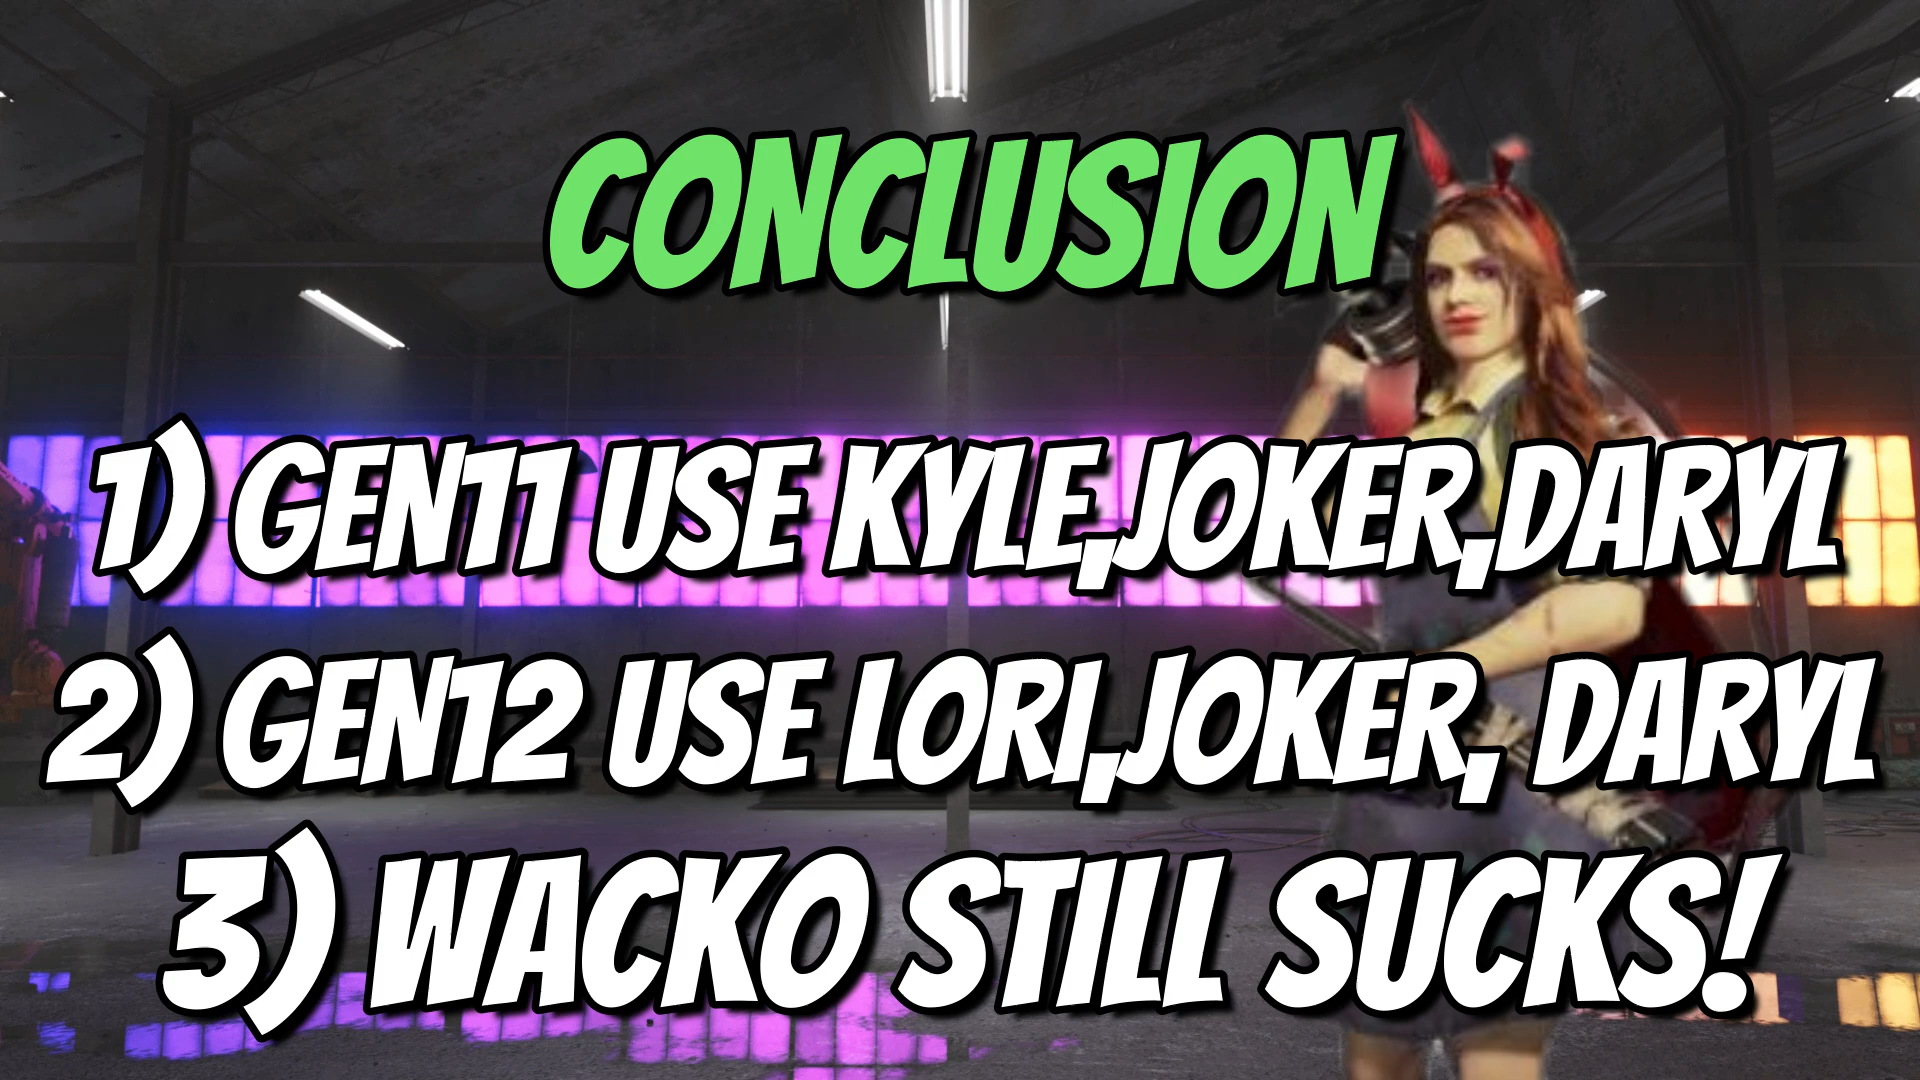 CONCLUSION
1) GEN11 USE KYLE,JOKER,DARYL
2) GEN12 USE LORI,JOKER, DARYL
3) WACKO STILL SUCKS!